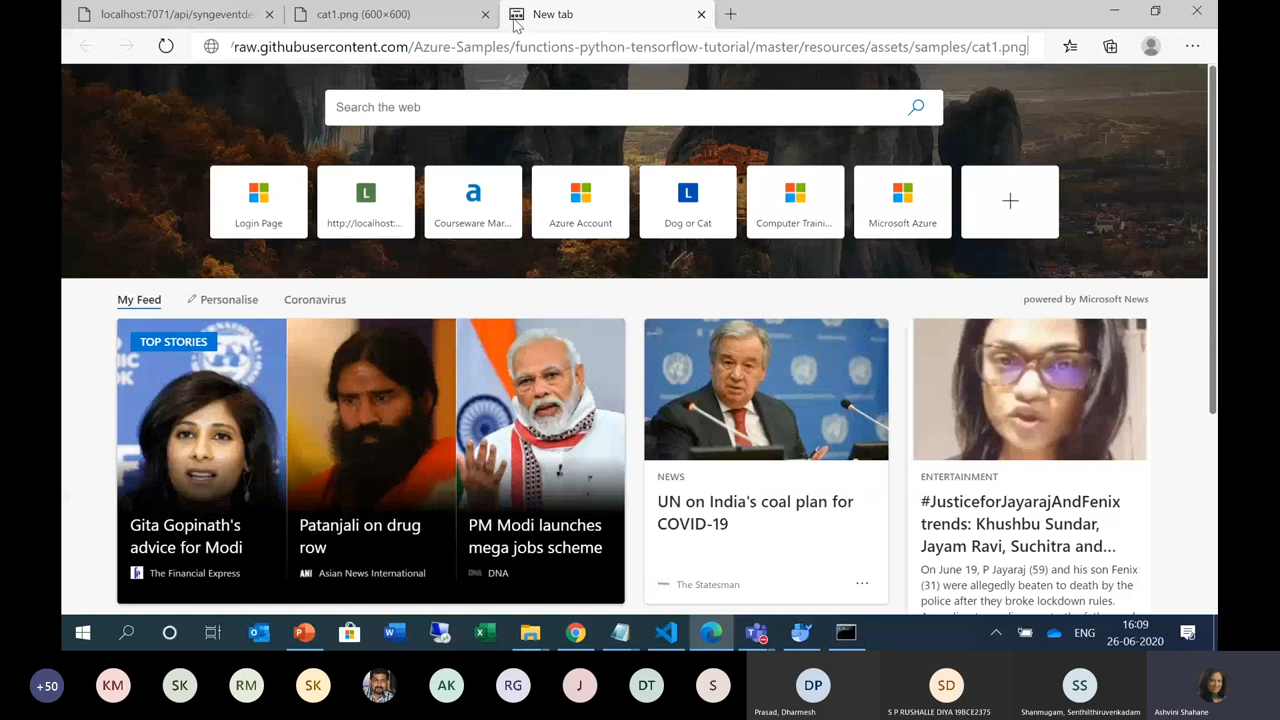 localhost:7071/api/syngeventde
cat1.png (600×600)
New tab
/raw.githubusercontent.com/Azure-Samples/functions-python-tensorflow-tutorial/master/resources/assets/samples/cat1.png
Search the web
Login Page
L
http://localhost:...
a
Courseware Mar...
Azure Account
L
Dog or Cat
Computer Traini...
Microsoft Azure
My Feed
Personalise
Coronavirus
powered by Microsoft News
TOP STORIES
Gita Gopinath's
advice for Modi
The Financial Express
Patanjali on drug
row
ANI
Asian News International
PM Modi launches
mega jobs scheme
DNA
NEWS
UN on India's coal plan for
COVID-19
The Statesman
ENTERTAINMENT
#JusticeforJayarajAndFenix
trends: Khushbu Sundar,
Jayam Ravi, Suchitra and...
On June 19, P Jayaraj (59) and his son Fenix
(31) were allegedly beaten to death by the
police after they broke lockdown rules.
ENG
16:09
26-06-2020
+50
KM
SK
RM
SK
AK
RG
J
DT
S
DP
Prasad, Dharmesh
SD
S P RUSHALLE DIYA 19BCE2375
SS
Shanmugam, Senthilthiruvenkadam
Ashvini Shahane